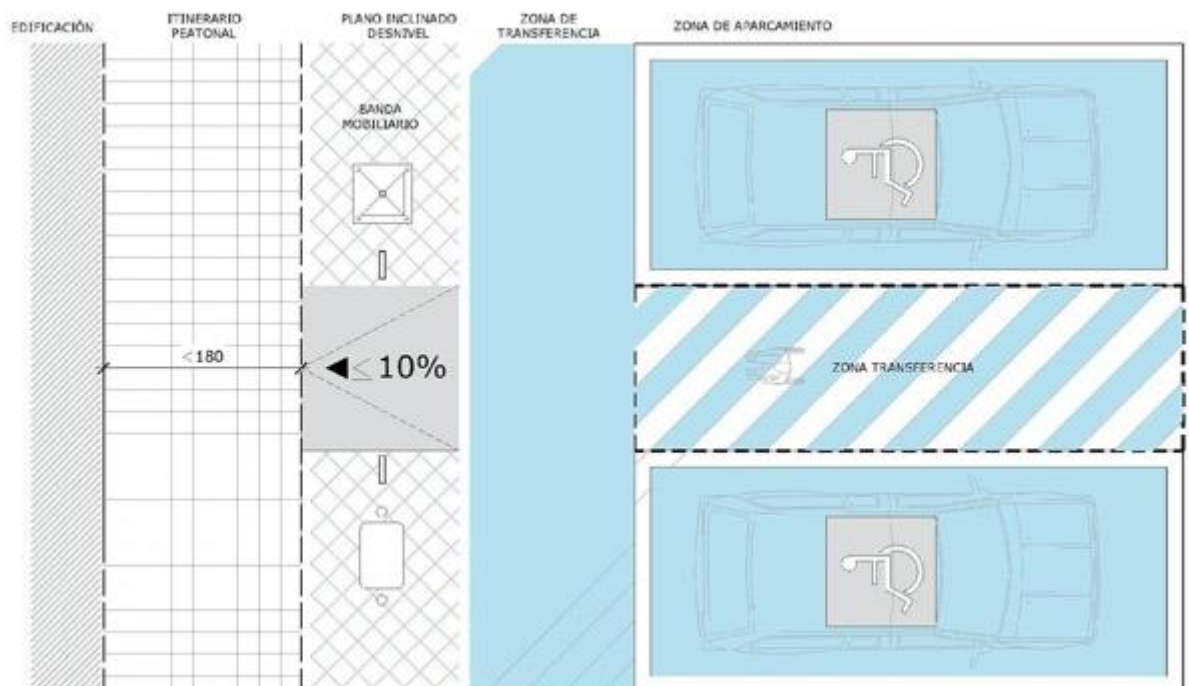 EDIFICACIÓN
ITINERARIO
PEATONAL
PLANO INCLINADO
DESNIVEL
ZONA DE
TRANSFERENCIA
ZONA DE APARCAMIENTO
BANDA
MOBILIARIO
<180
≤ 10%
ZONA TRANSFERENCIA